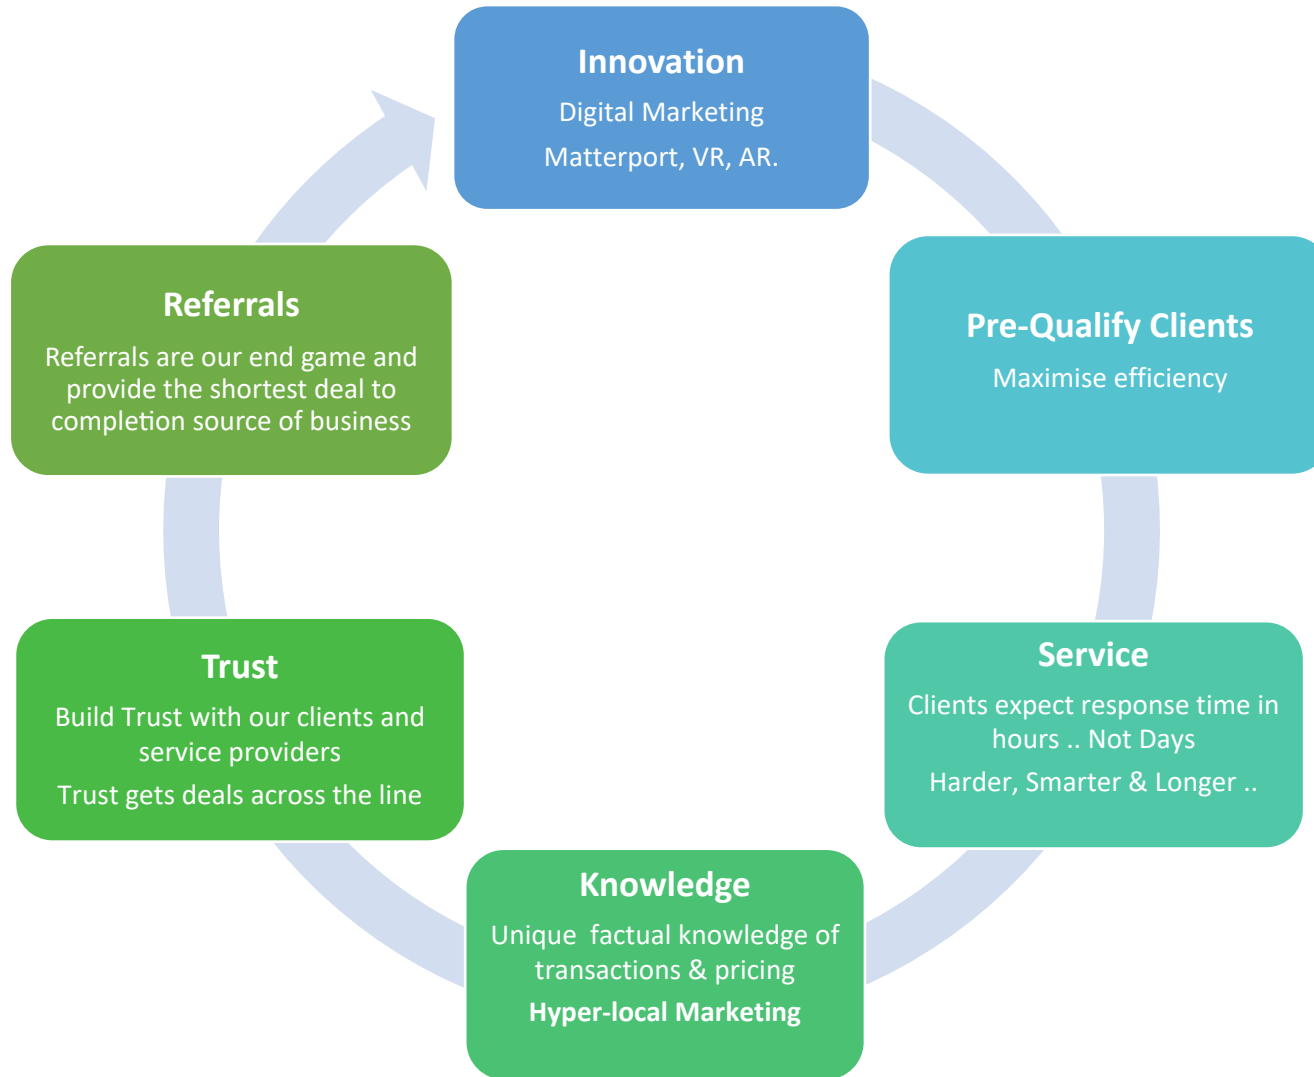 Innovation
Digital Marketing
Matterport, VR, AR.
Pre-Qualify Clients
Maximise efficiency
Service
Clients expect response time in
hours .. Not Days
Harder, Smarter & Longer ..
Knowledge
Unique factual knowledge of
transactions & pricing
Hyper-local Marketing
Trust
Build Trust with our clients and
service providers
Trust gets deals across the line
Referrals
Referrals are our end game and
provide the shortest deal to
completion source of business